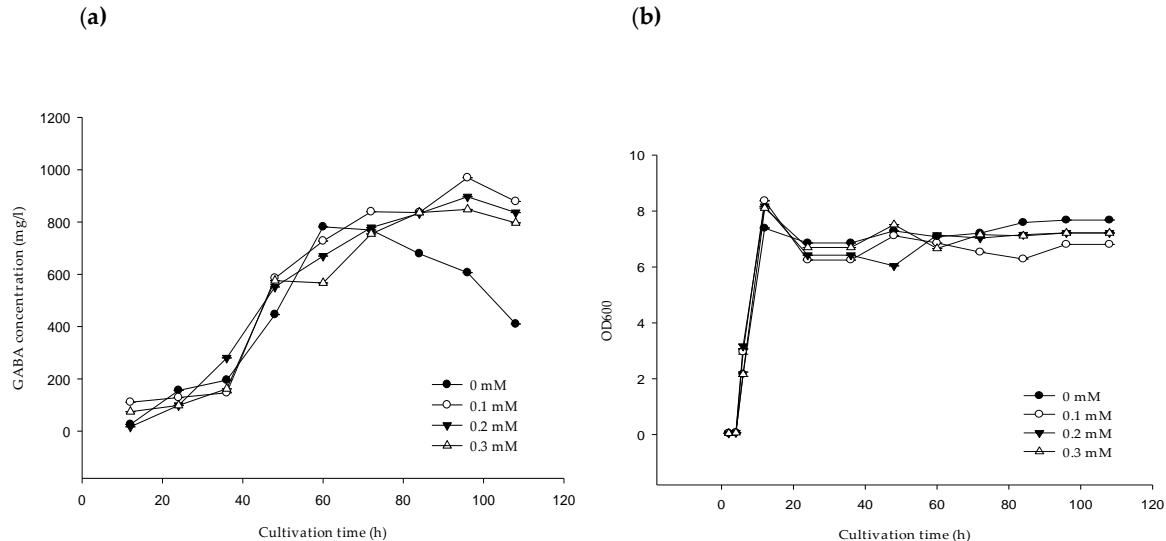 (a)
1200
1000
800
600
400
200
0
GABA concentration (mg/l)
0 mM
0.1 mM
0.2 mM
0.3 mM
0 20 40 60 80 100 120
Cultivation time (h)
(b)
10
8
6
4
2
0
OD600
0 mM
0.1 mM
0.2 mM
0.3 mM
0 20 40 60 80 100 120
Cultivation time (h)